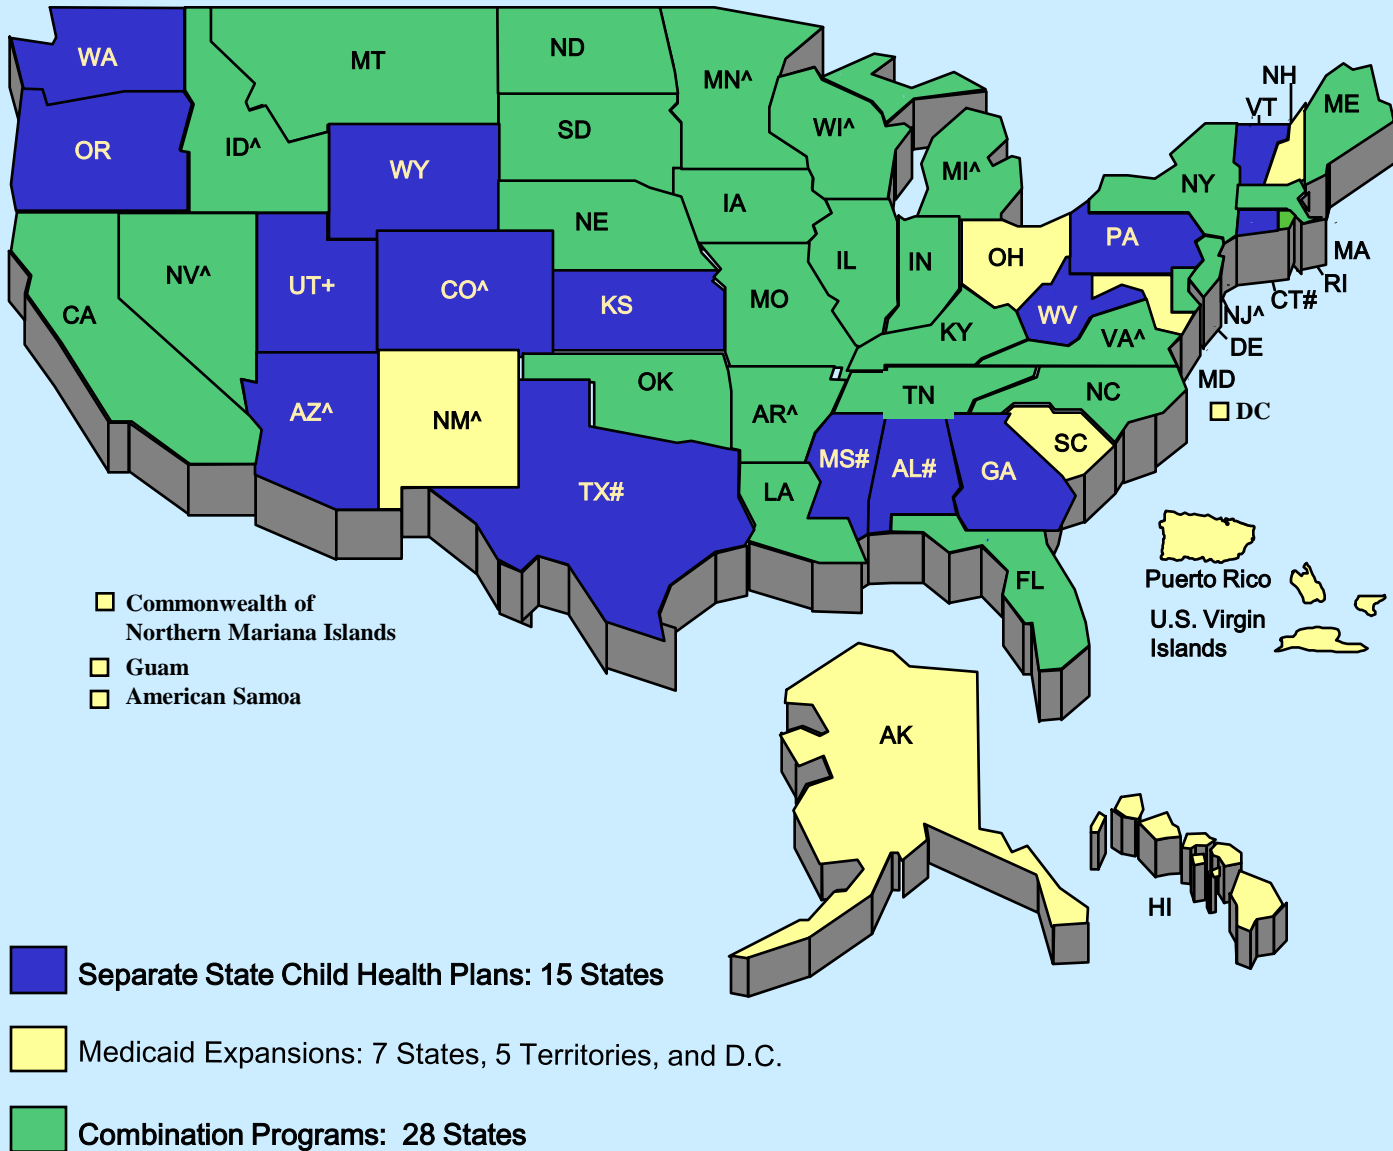 WA
MT
ND
MN^
OR
ID^
SD
WI^
MI^
NH
VT
ME
WY
NY
IA
NE
NV^
UT+
CO^
KS
MO
IL
IN
OH
PA
MA
RI
CT#
CA
WV
KY
VA^
NJ^
DE
MD
DC
AZ^
NM^
OK
AR^
TN
NC
SC
TX#
LA
MS#
AL#
GA
FL
Puerto Rico
U.S. Virgin
Islands
Commonwealth of
Northern Mariana Islands
Guam
American Samoa
AK
HI
Separate State Child Health Plans: 15 States
Medicaid Expansions: 7 States, 5 Territories, and D.C.
Combination Programs: 28 States